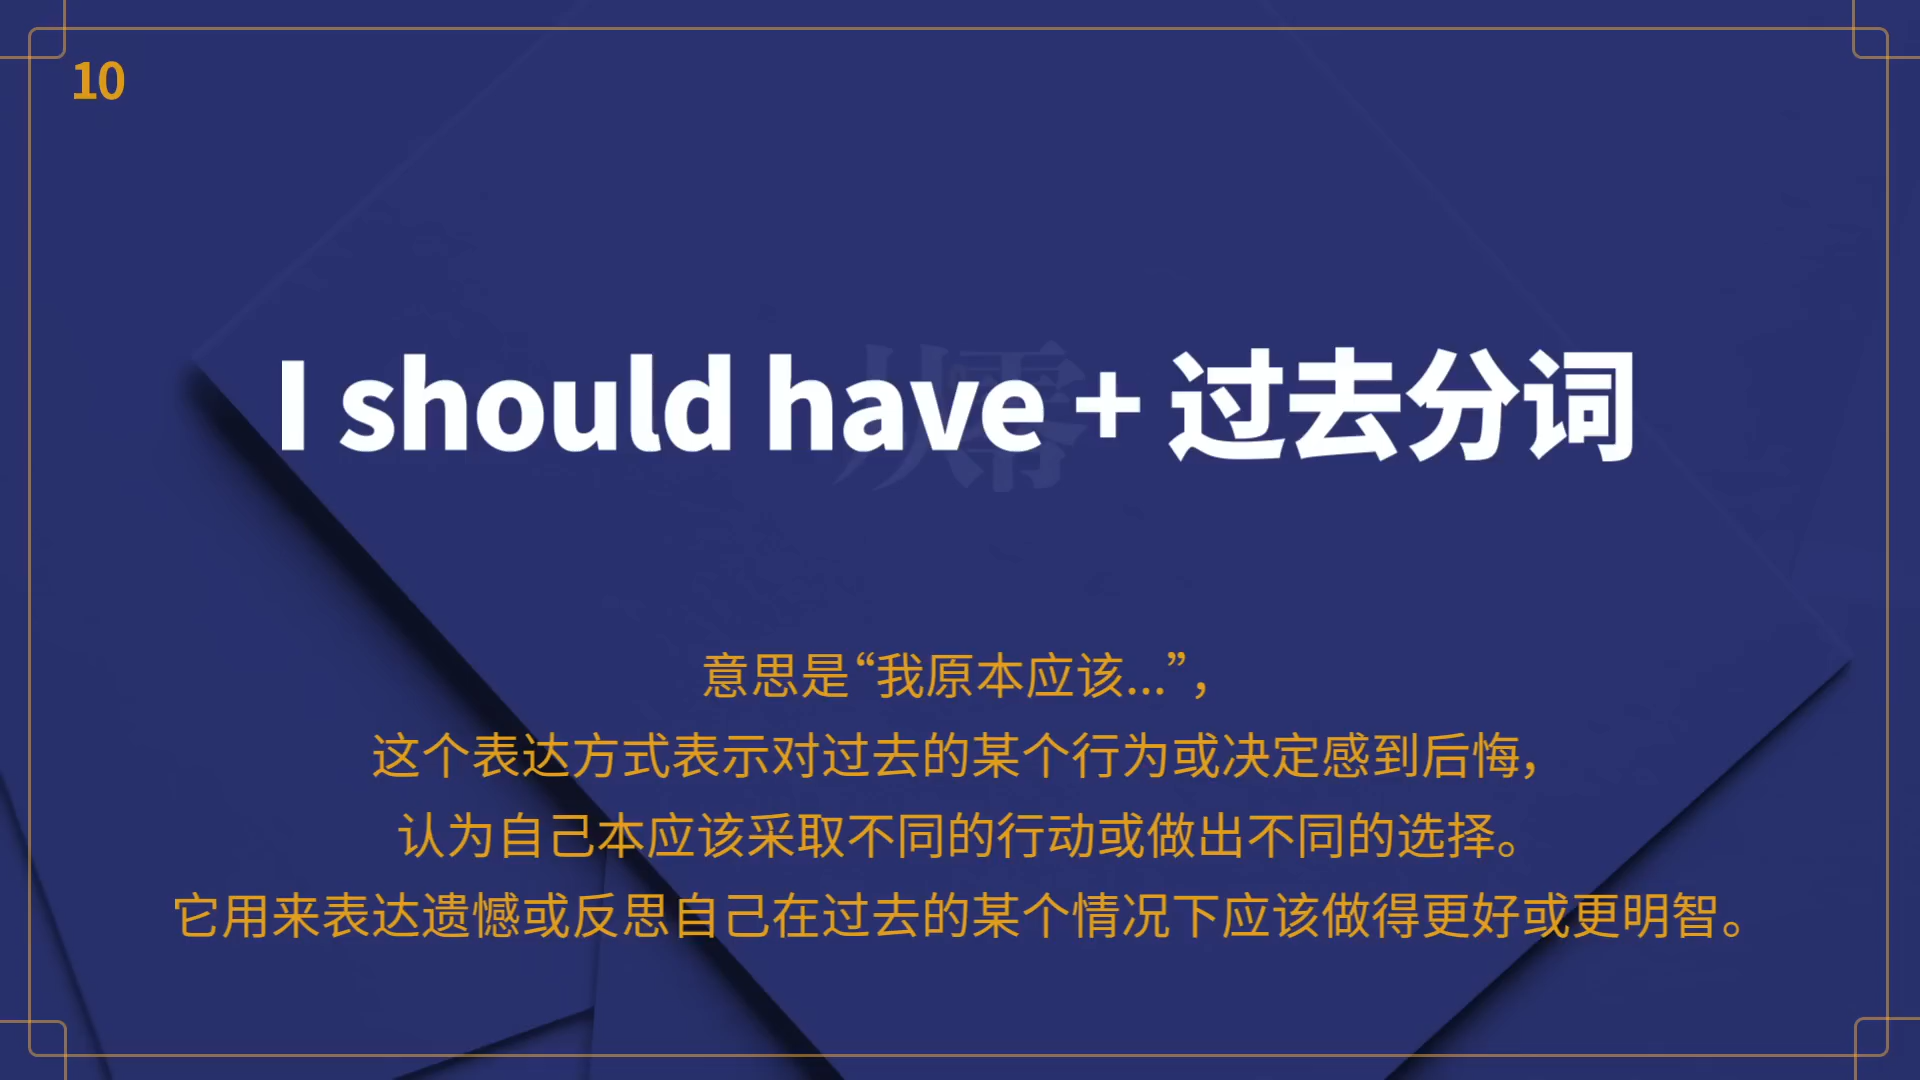 10
I should have + 过去分词
从零
意思是“我原本应该...”，
这个表达方式表示对过去的某个行为或决定感到后悔，
认为自己本应该采取不同的行动或做出不同的选择。
它用来表达遗憾或反思自己在过去的某个情况下应该做得更好或更明智。